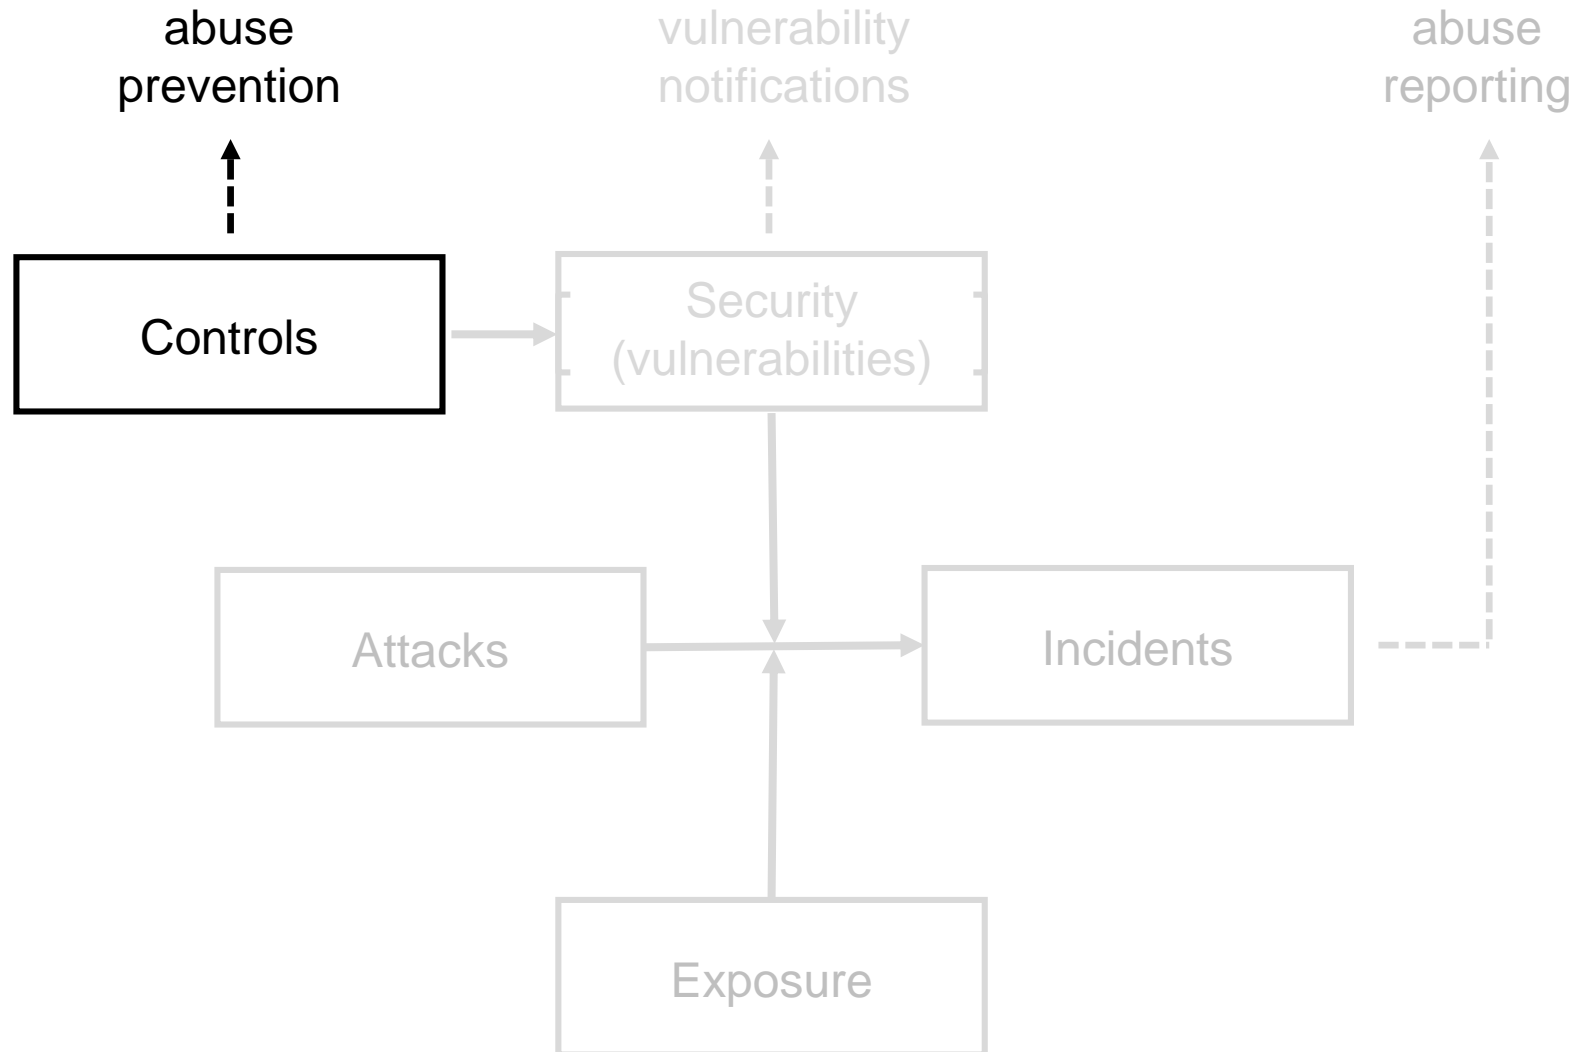 abuse
prevention
vulnerability
notifications
abuse
reporting
Controls
Security
(vulnerabilities)
Attacks
Incidents
Exposure